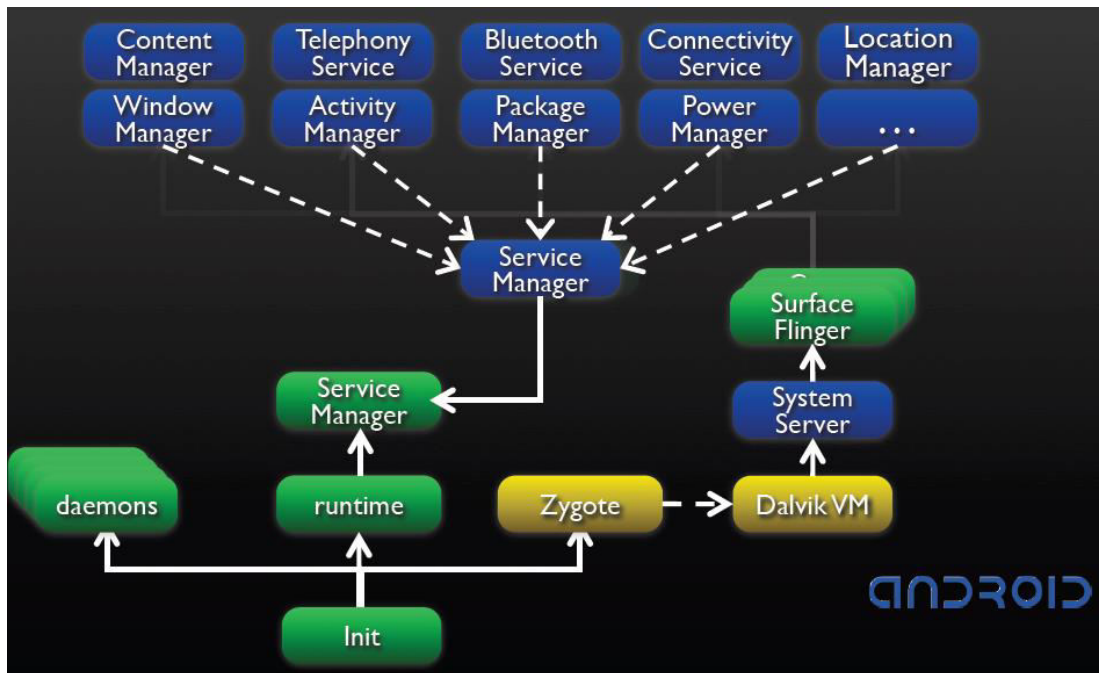 Content
Manager
Telephony
Service
Bluetooth
Service
Connectivity
Service
Location
Manager
Window
Manager
Activity
Manager
Package
Manager
Power
Manager
...
Service
Manager
Surface
Flinger
Service
Manager
System
Server
daemons
runtime
Zygote
Dalvik VM
Init
ANDROID